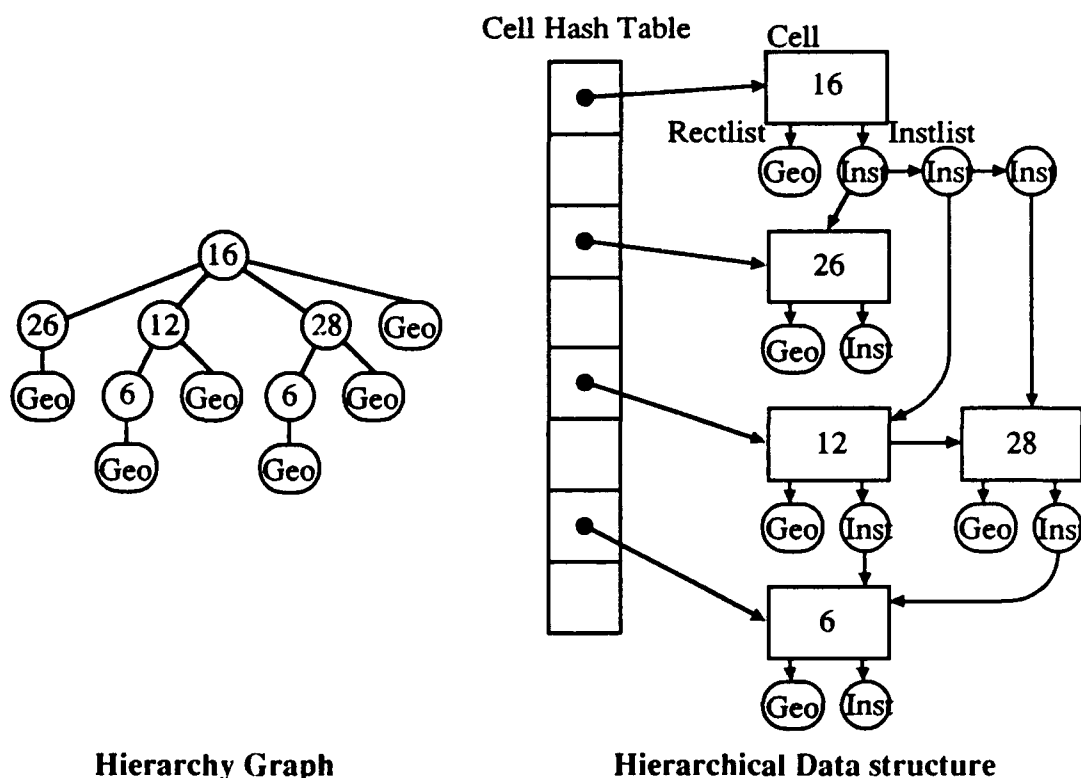 Cell Hash Table
Cell
16
Rectlist
Instlist
Geo
Inst
Inst
Inst
16
26
26
12
28
Geo
Geo
Inst
Geo
6
Geo
6
Geo
12
28
Geo
Geo
Geo
Inst
Geo
Inst
6
Geo
Inst
Hierarchy Graph
Hierarchical Data structure